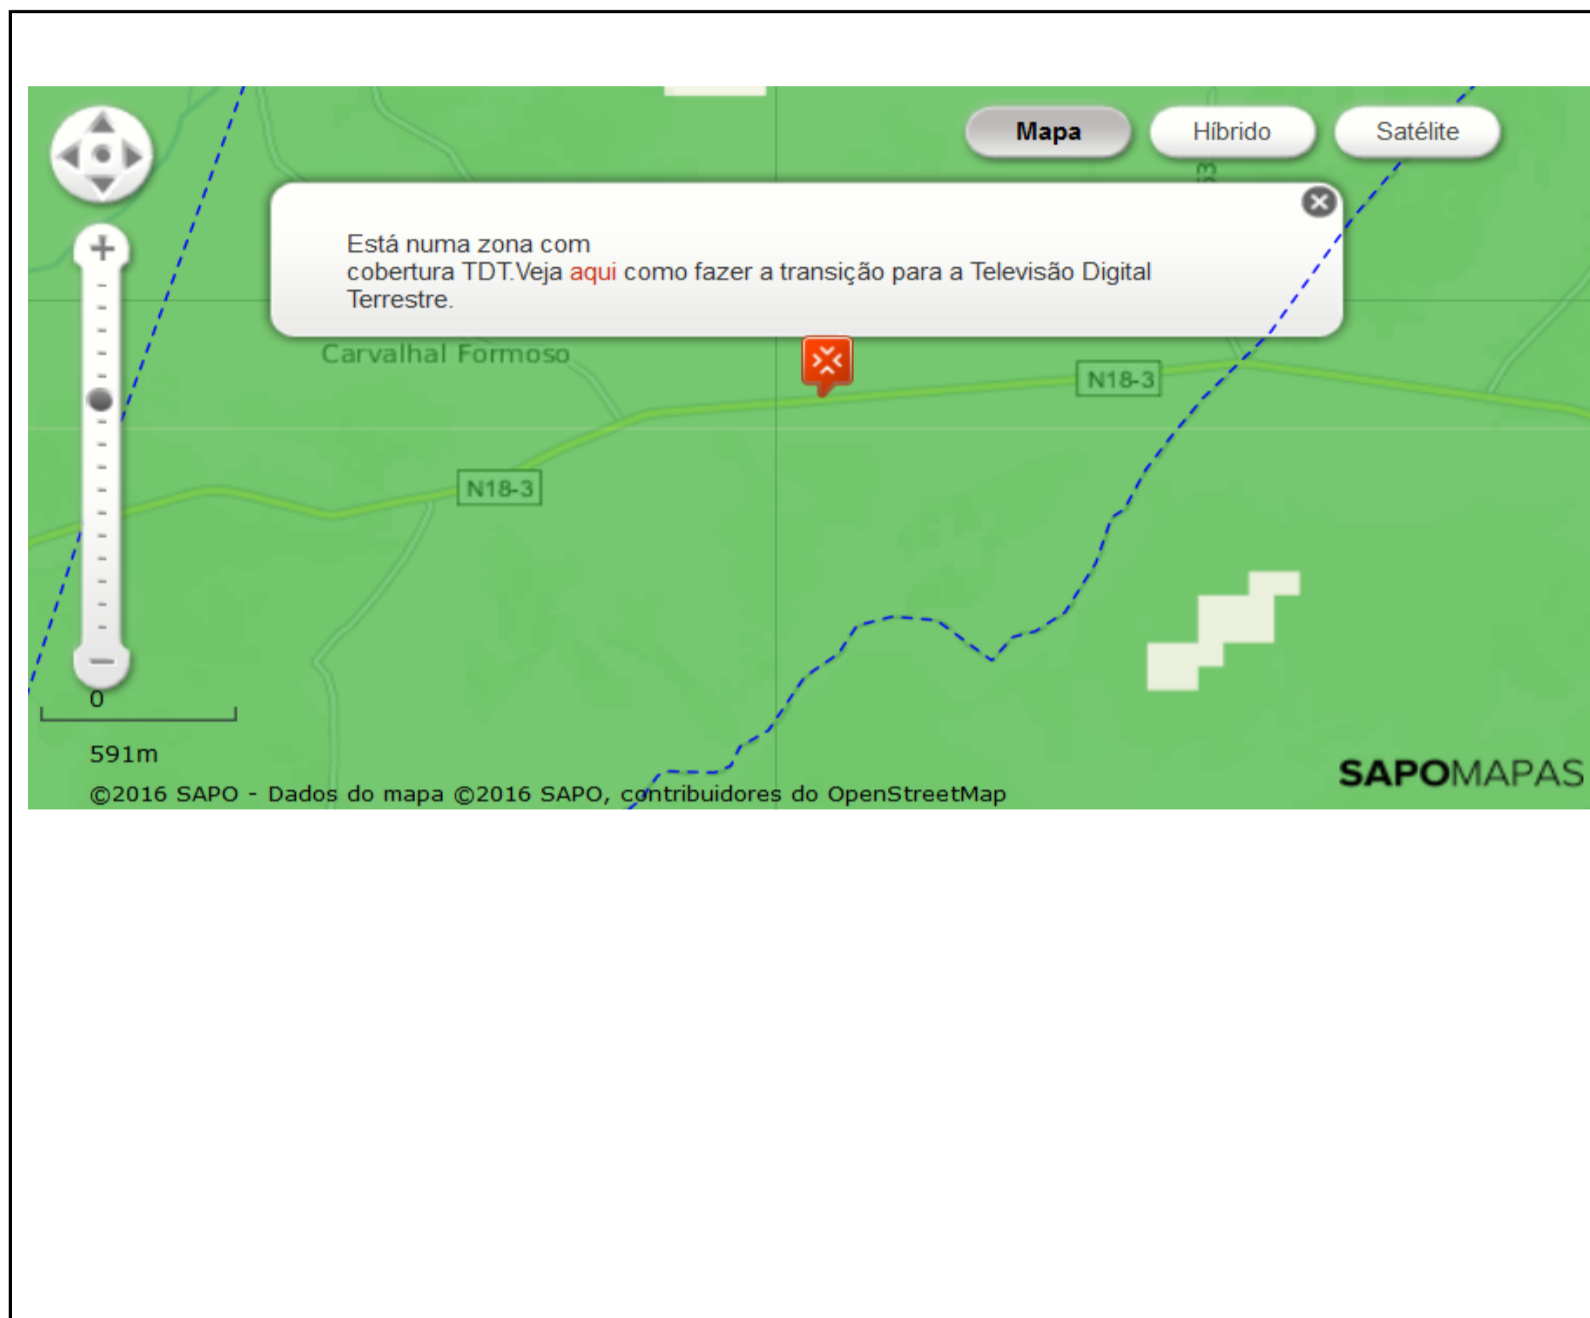 Mapa
Híbrido
Satélite
Está numa zona com
cobertura TDT.Veja aqui como fazer a transição para a Televisão Digital
Terrestre.
Carvalhal Formoso
N18-3
N18-3
0
591m
SAPOMAPAS
©2016 SAPO - Dados do mapa ©2016 SAPO, contribuidores do OpenStreetMap